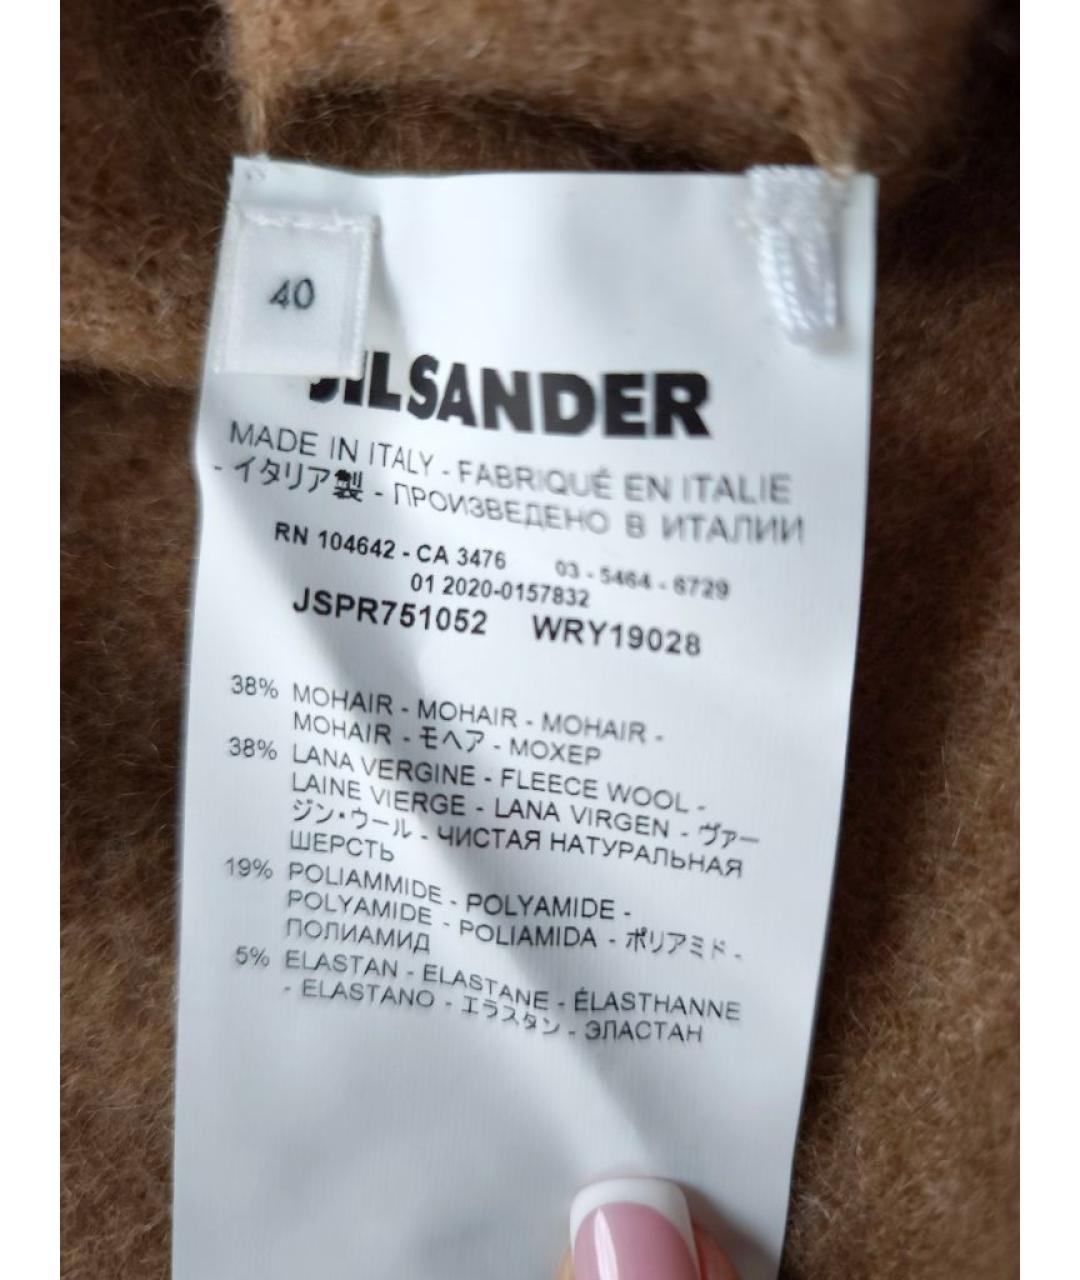 40
JILSANDER
MADE IN ITALY - FABRIQUÉ EN ITALIE
- イタリア製 - ПРОИЗВЕДЕНО В ИТАЛИИ
RN 104642 - CA 3476 03 - 5464 - 6729
01 2020-0157832
JSPR751052 WRY19028
38% MOHAIR - MOHAIR - MOHAIR -
MOHAIR - モヘア - МОХЕР
38% LANA VERGINE - FLEECE WOOL -
LAINE VIERGE - LANA VIRGEN - ヴァー
ジン・ウール - ЧИСТАЯ НАТУРАЛЬНАЯ
ШЕРСТЬ
19% POLIAMMIDE - POLYAMIDE -
POLYAMIDE - POLIAMIDA - ポリアミド -
ПОЛИАМИД
5% ELASTAN - ELASTANE - ÉLASTHANNE
- ELASTANO - エラスタン - ЭЛАСТАН